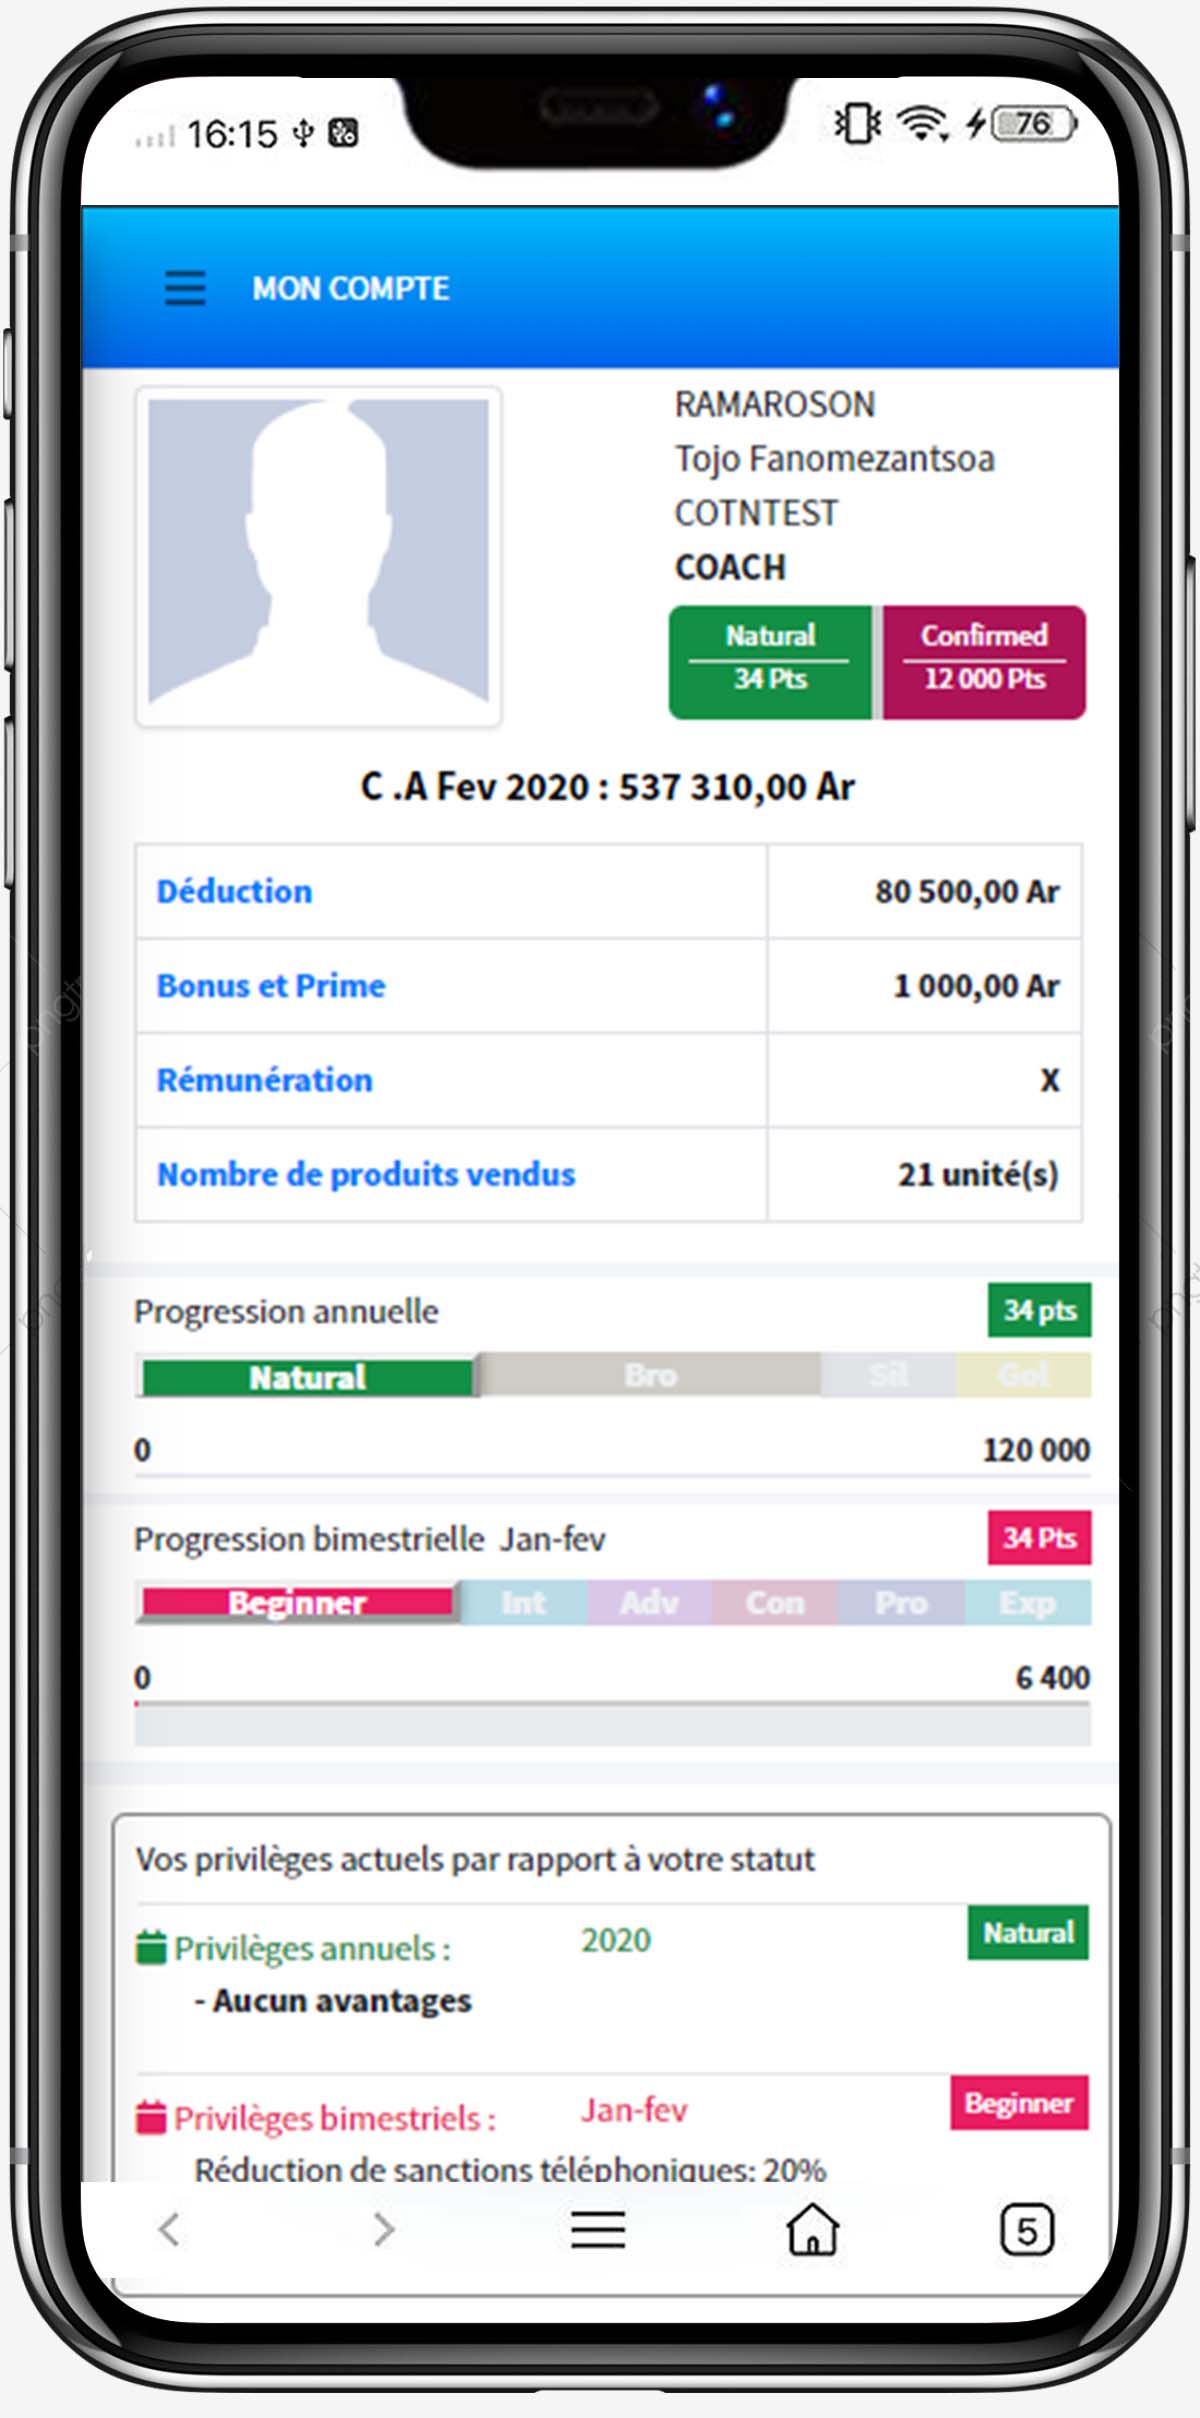 16:15
76
MON COMPTE
RAMAROSON
Tojo Fanomezantsoa
COTNTEST
COACH
Natural
34 Pts
Confirmed
12 000 Pts
C .A Fev 2020 : 537 310,00 Ar
Déduction 80 500,00 Ar
Bonus et Prime 1 000,00 Ar
Rémunération X
Nombre de produits vendus 21 unité(s)
Progression annuelle 34 pts
Natural Bro Sil Gol
0 120 000
Progression bimestrielle Jan-fev 34 Pts
Beginner Int Adv Con Pro Exp
0 6 400
Vos privilèges actuels par rapport à votre statut
Privilèges annuels : 2020 Natural
- Aucun avantages
Privilèges bimestriels : Jan-fev Beginner
Réduction de sanctions téléphoniques: 20%
5